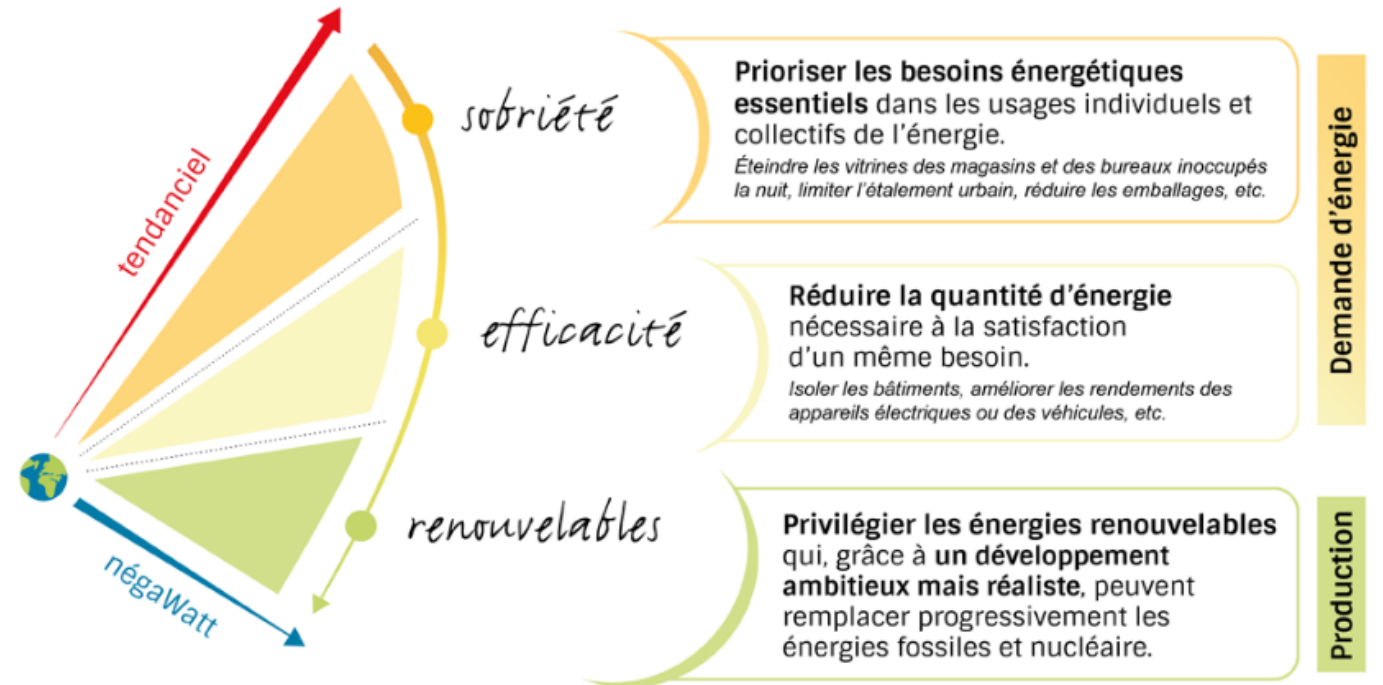 tendanciel
sobriété
Prioriser les besoins énergétiques
essentiels dans les usages individuels et
collectifs de l'énergie.
Éteindre les vitrines des magasins et des bureaux inoccupés
la nuit, limiter l'étalement urbain, réduire les emballages, etc.
Demande d'énergie
efficacité
Réduire la quantité d'énergie
nécessaire à la satisfaction
d'un même besoin.
Isoler les bâtiments, améliorer les rendements des
appareils électriques ou des véhicules, etc.
renouvelables
Privilégier les énergies renouvelables
qui, grâce à un développement
ambitieux mais réaliste, peuvent
remplacer progressivement les
énergies fossiles et nucléaire.
Production
négaWatt